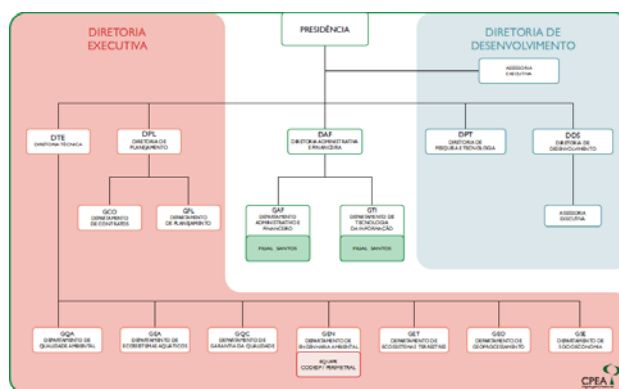 DIRETORIA
EXECUTIVA
PRESIDÊNCIA
DIRETORIA DE
DESENVOLVIMENTO
ASSESSORIA
EXECUTIVA
DTE
DIRETORIA TÉCNICA
DPL
DIRETORIA DE
PLANEJAMENTO
DAF
DIRETORIA ADMINISTRATIVA
E FINANCEIRA
DPT
DIRETORIA DE
PESQUISA E TECNOLOGIA
DDS
DIRETORIA DE
DESENVOLVIMENTO
GCO
DEPARTAMENTO
DE CONTRATOS
GPL
DEPARTAMENTO
DE PLANEJAMENTO
GAF
DEPARTAMENTO
ADMINISTRATIVO E
FINANCEIRO
FILIAL SANTOS
GTI
DEPARTAMENTO DE
TECNOLOGIA
DA INFORMAÇÃO
FILIAL SANTOS
ASSESSORIA
EXECUTIVA
GQA
DEPARTAMENTO DE
QUALIDADE AMBIENTAL
GEA
DEPARTAMENTO DE
ECOSSISTEMAS AQUÁTICOS
GQC
DEPARTAMENTO DE
GARANTIA DA QUALIDADE
GEN
DEPARTAMENTO DE
ENGENHARIA AMBIENTAL
EQUIPE
CODESP/ PERIMETRAL
GET
DEPARTAMENTO DE
ECOSSISTEMAS TERRESTRES
GEO
DEPARTAMENTO DE
GEOPROCESSAMENTO
GSE
DEPARTAMENTO DE
SOCIOECONOMIA
CPEA